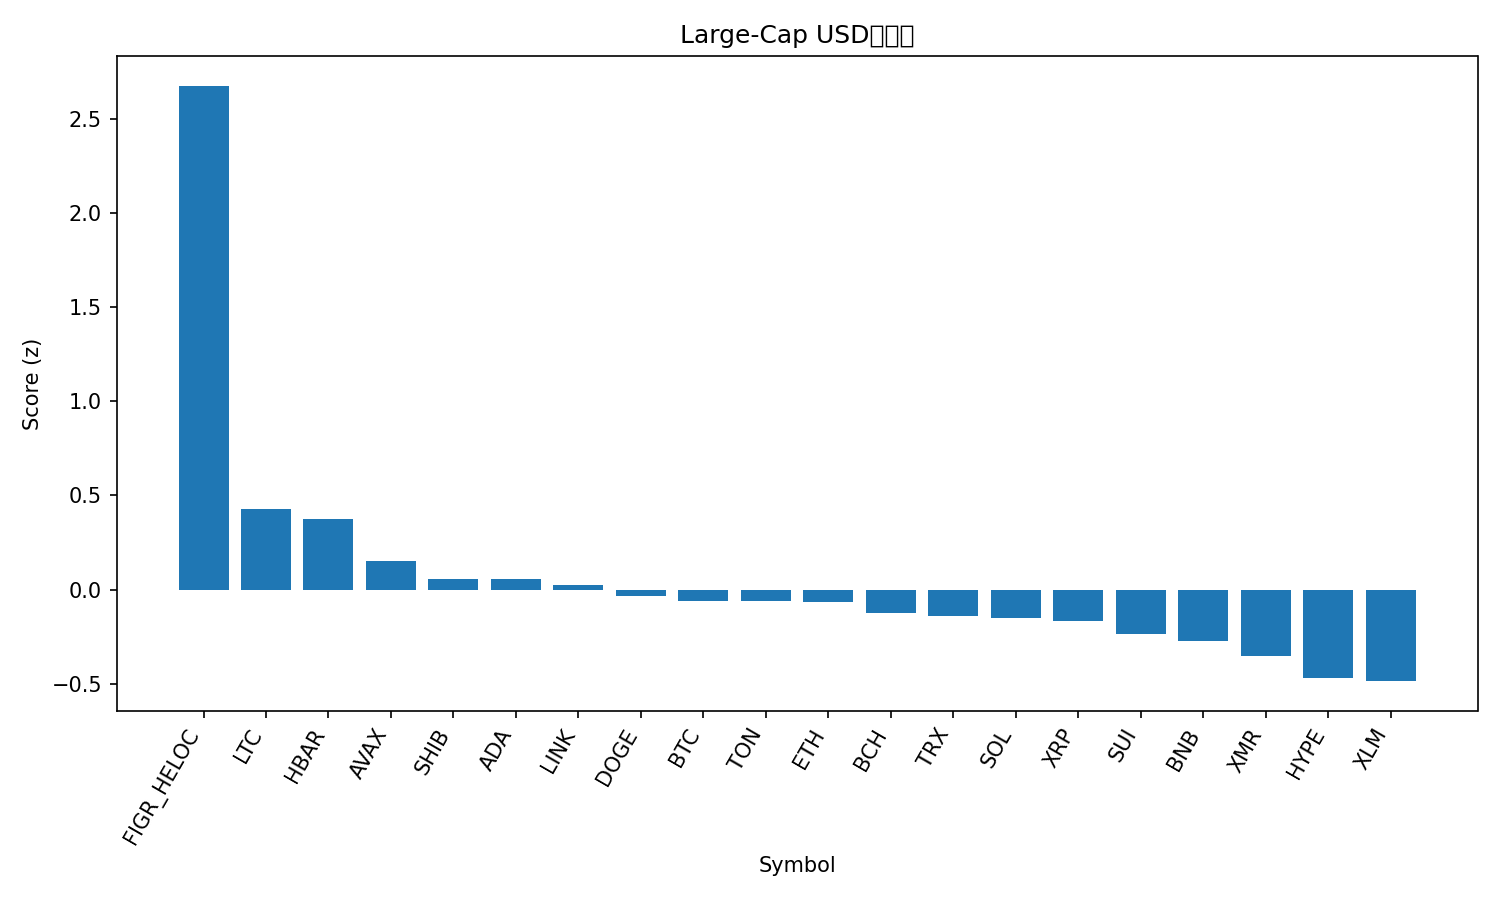 Large-Cap USD
Score (z)
2.5
2.0
1.5
1.0
0.5
0.0
−0.5
FIGR_HELOC
LTC
HBAR
AVAX
SHIB
ADA
LINK
DOGE
BTC
TON
ETH
BCH
TRX
SOL
XRP
SUI
BNB
XMR
HYPE
XLM
Symbol